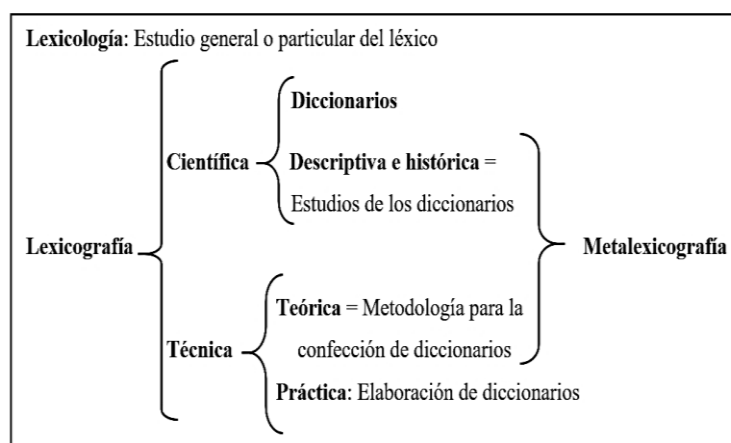 Lexicología: Estudio general o particular del léxico
Diccionarios
Científica
Descriptiva e histórica =
Estudios de los diccionarios
Lexicografía
Metalexicografía
Teórica = Metodología para la
confección de diccionarios
Técnica
Práctica: Elaboración de diccionarios